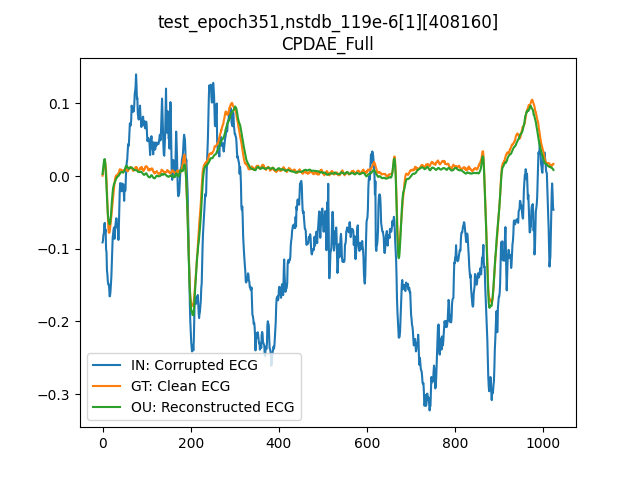 test_epoch351,nstdb_119e-6[1][408160]
CPDAE_Full
0.1
0.0
−0.1
−0.2
−0.3
IN: Corrupted ECG
GT: Clean ECG
OU: Reconstructed ECG
0 200 400 600 800 1000